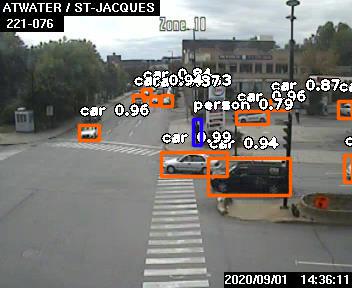 ATWATER / ST-JACQUES
221-076
Zone 11
car 0.87
car 0.96
car 0.96
person 0.79
car 0.99
car 0.94
2020/09/01 14:36:11